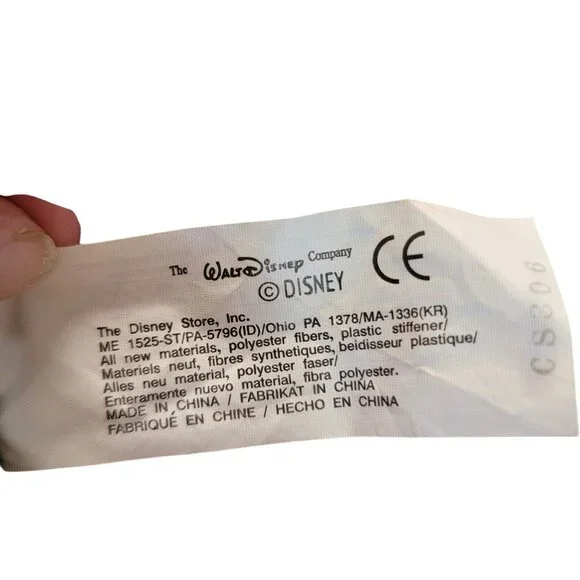 The WALT DISNEP Company
© DISNEY
CE
The Disney Store, Inc.
ME 1525-ST/PA-5796(ID)/Ohio PA 1378/MA-1336(KR)
All new materials, polyester fibers, plastic stiffener/
Materiels neuf, fibres synthetiques, beidisseur plastique/
Alles neu material, polyester faser/
Enteramente nuevo material, fibra polyester.
MADE IN CHINA / FABRIKAT IN CHINA
FABRIQUÉ EN CHINE / HECHO EN CHINA
CS306